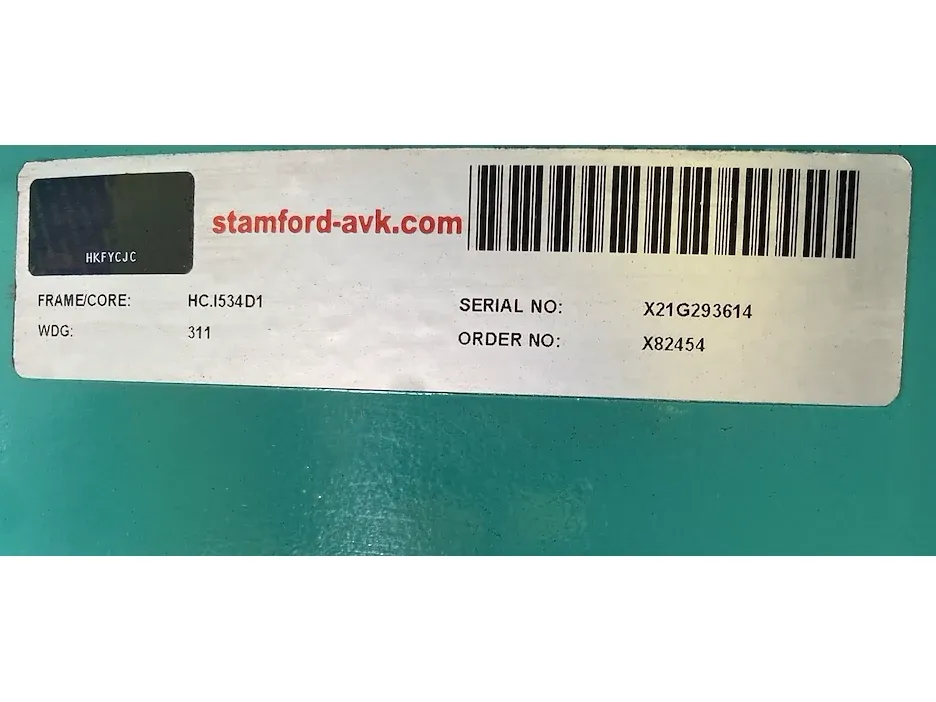 HKFYCJC
stamford-avk.com
FRAME/CORE: HC.I534D1
WDG: 311
SERIAL NO: X21G293614
ORDER NO: X82454